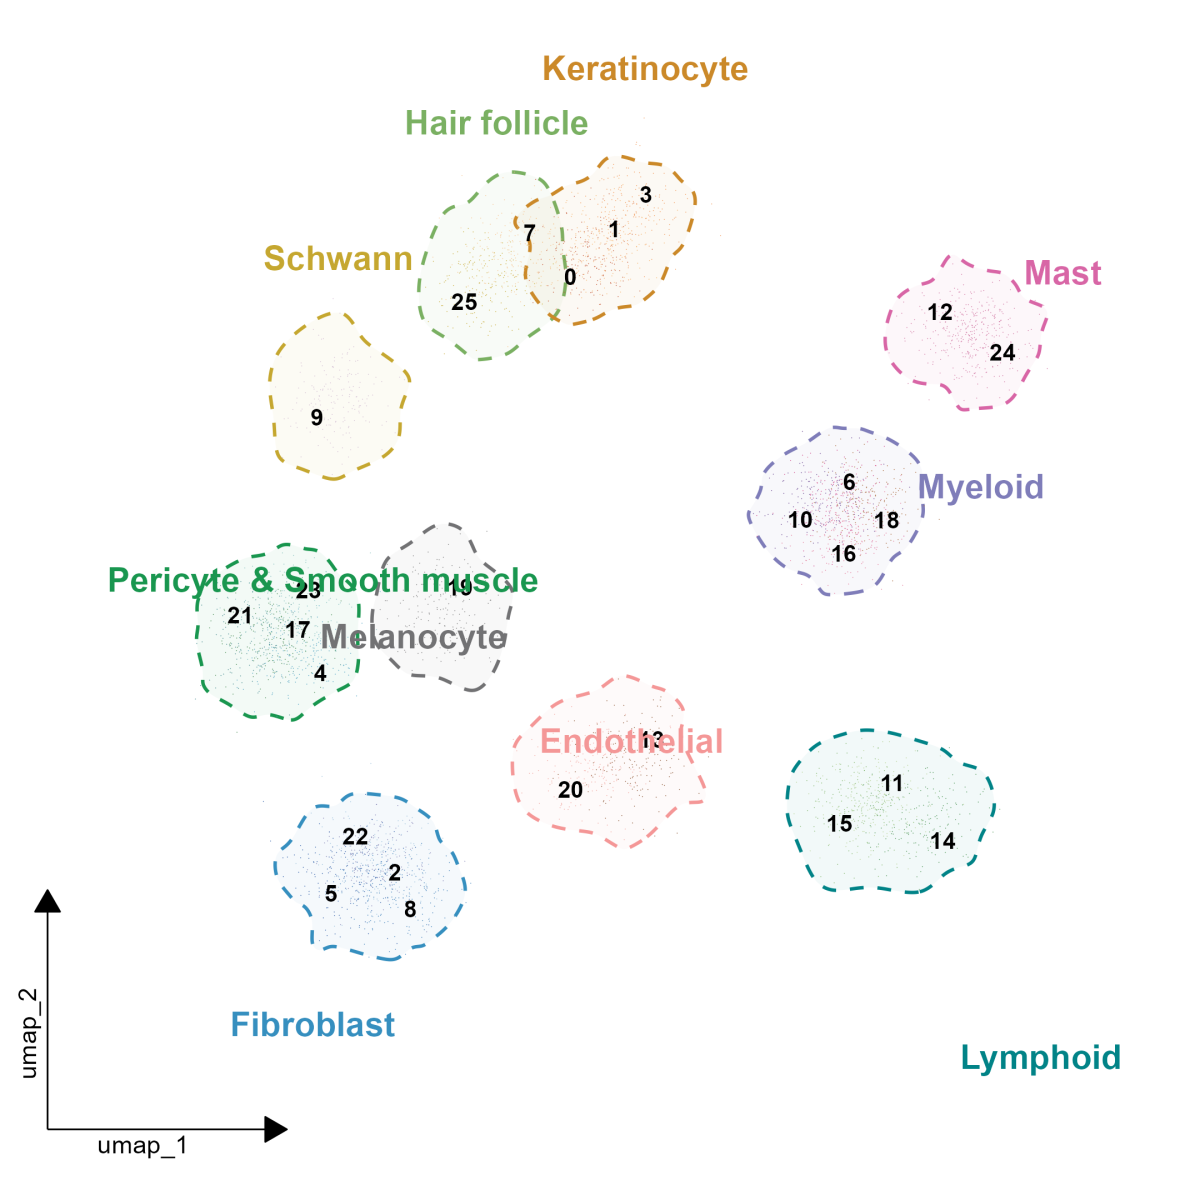 Keratinocyte
Hair follicle
3
7
1
Schwann
0
Mast
25
12
24
9
6
Myeloid
10
18
16
Pericyte & Smooth muscle
23
19
21
17
Melanocyte
4
Endothelial
13
20
11
15
14
22
2
5
8
umap_2
Fibroblast
Lymphoid
umap_1